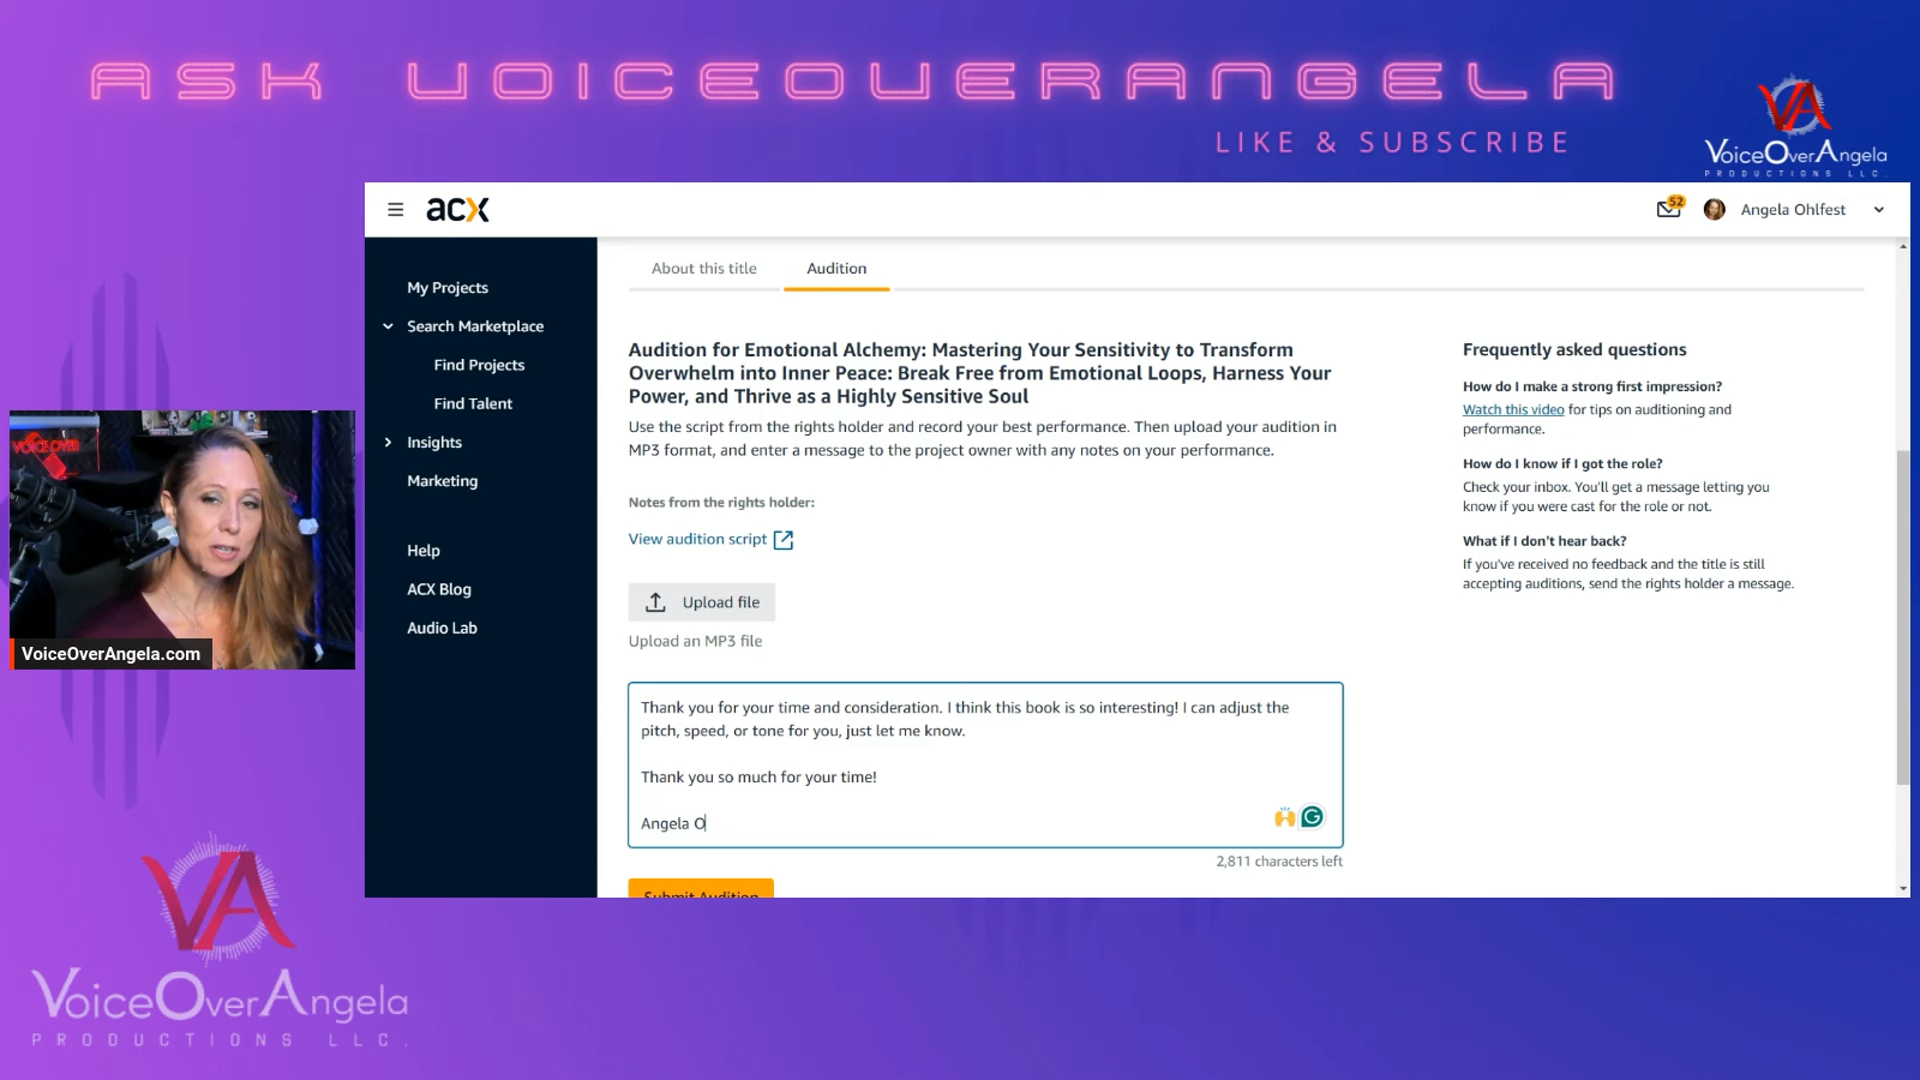 ASK VOICEOVERANGELA
LIKE & SUBSCRIBE
VA
VoiceOverAngela
PRODUCTIONS LLC.
acx
52
Angela Ohlfest
My Projects
Search Marketplace
Find Projects
Find Talent
Insights
Marketing
Help
ACX Blog
Audio Lab
About this title
Audition
Audition for Emotional Alchemy: Mastering Your Sensitivity to Transform
Overwhelm into Inner Peace: Break Free from Emotional Loops, Harness Your
Power, and Thrive as a Highly Sensitive Soul
Use the script from the rights holder and record your best performance. Then upload your audition in
MP3 format, and enter a message to the project owner with any notes on your performance.
Notes from the rights holder:
View audition script
Upload file
Upload an MP3 file
Thank you for your time and consideration. I think this book is so interesting! I can adjust the
pitch, speed, or tone for you, just let me know.
Thank you so much for your time!
Angela O
G
2,811 characters left
Submit Audition
Frequently asked questions
How do I make a strong first impression?
Watch this video for tips on auditioning and
performance.
How do I know if I got the role?
Check your inbox. You'll get a message letting you
know if you were cast for the role or not.
What if I don't hear back?
If you've received no feedback and the title is still
accepting auditions, send the rights holder a message.
VOICE OVER
VoiceOverAngela.com
VA
VoiceOverAngela
PRODUCTIONS LLC.